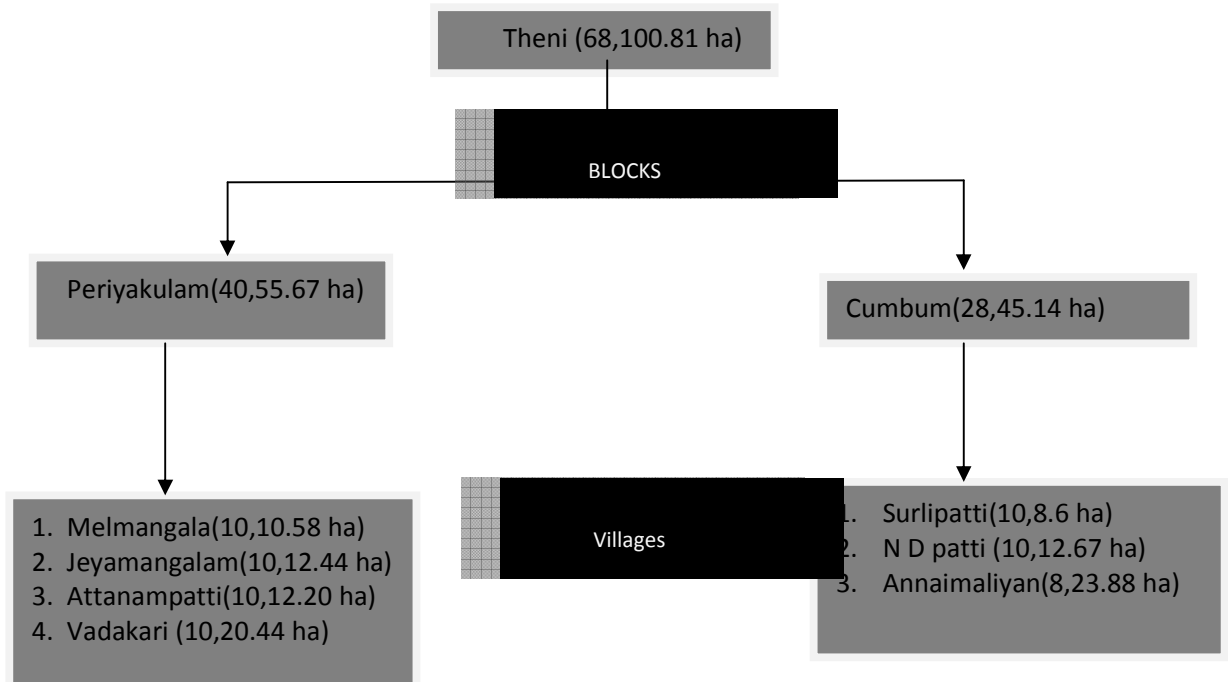 Theni (68,100.81 ha)
BLOCKS
Periyakulam(40,55.67 ha)
Cumbum(28,45.14 ha)
1. Melmangala(10,10.58 ha)
2. Jeyamangalam(10,12.44 ha)
3. Attanampatti(10,12.20 ha)
4. Vadakari (10,20.44 ha)
Villages
1. Surlipatti(10,8.6 ha)
2. N D patti (10,12.67 ha)
3. Annaimaliyan(8,23.88 ha)